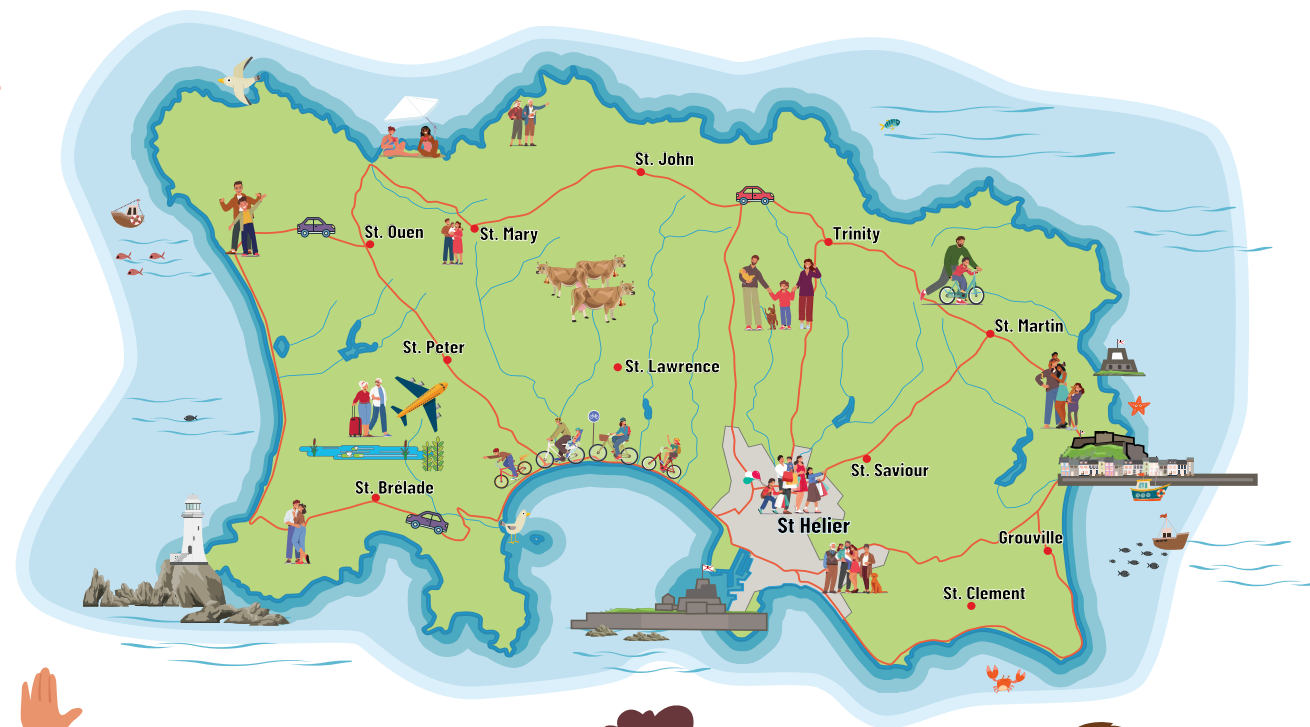 St. John
St. Ouen
St. Mary
Trinity
St. Martin
St. Peter
St. Lawrence
St. Saviour
St. Brélade
St Helier
Grouville
St. Clement